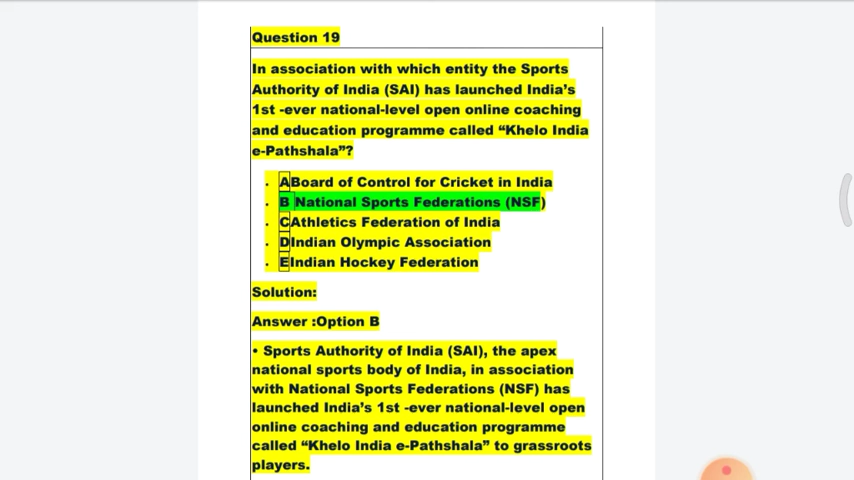 Question 19
In association with which entity the Sports
Authority of India (SAI) has launched India's
1st -ever national-level open online coaching
and education programme called "Khelo India
e-Pathshala"?
• ABoard of Control for Cricket in India
• B National Sports Federations (NSF)
• CAthletics Federation of India
• DIndian Olympic Association
• EIndian Hockey Federation
Solution:
Answer :Option B
• Sports Authority of India (SAI), the apex
national sports body of India, in association
with National Sports Federations (NSF) has
launched India's 1st -ever national-level open
online coaching and education programme
called "Khelo India e-Pathshala" to grassroots
players.